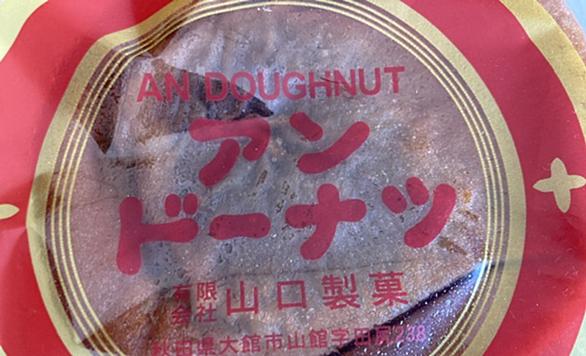 AN DOUGHNUT
アン
ドーナツ
有限会社 山口製菓
秋田県大館市山館字田尻238